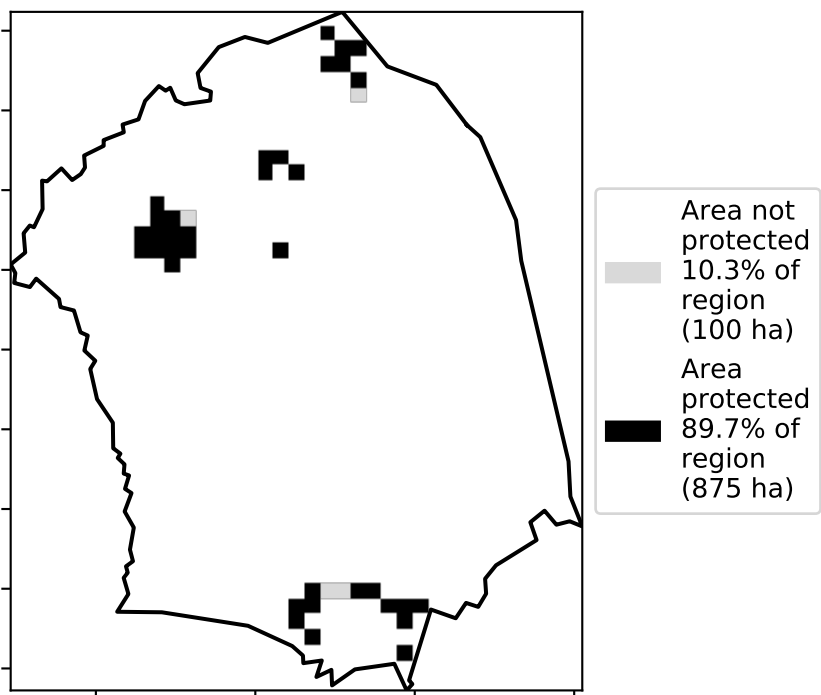 Area not
protected
10.3% of
region
(100 ha)
Area
protected
89.7% of
region
(875 ha)